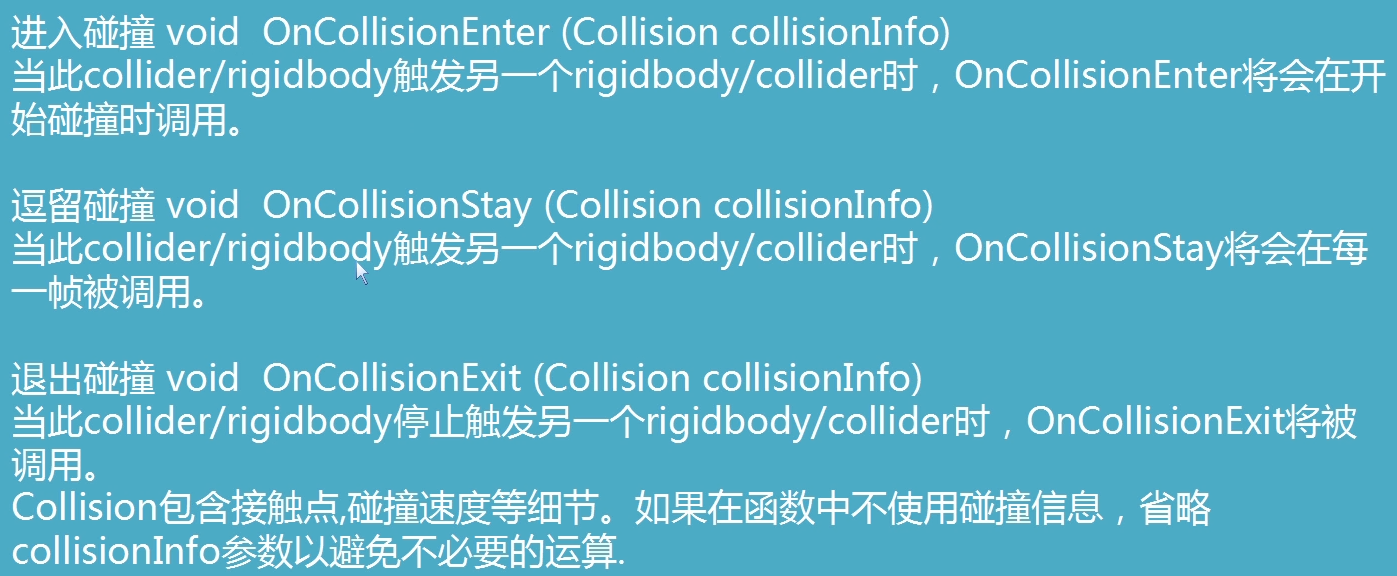 进入碰撞 void  OnCollisionEnter (Collision collisionInfo)
当此collider/rigidbody触发另一个rigidbody/collider时，OnCollisionEnter将会在开
始碰撞时调用。
逗留碰撞 void  OnCollisionStay (Collision collisionInfo)
当此collider/rigidbody触发另一个rigidbody/collider时，OnCollisionStay将会在每
一帧被调用。
退出碰撞 void  OnCollisionExit (Collision collisionInfo)
当此collider/rigidbody停止触发另一个rigidbody/collider时，OnCollisionExit将被
调用。
Collision包含接触点,碰撞速度等细节。如果在函数中不使用碰撞信息，省略
collisionInfo参数以避免不必要的运算.